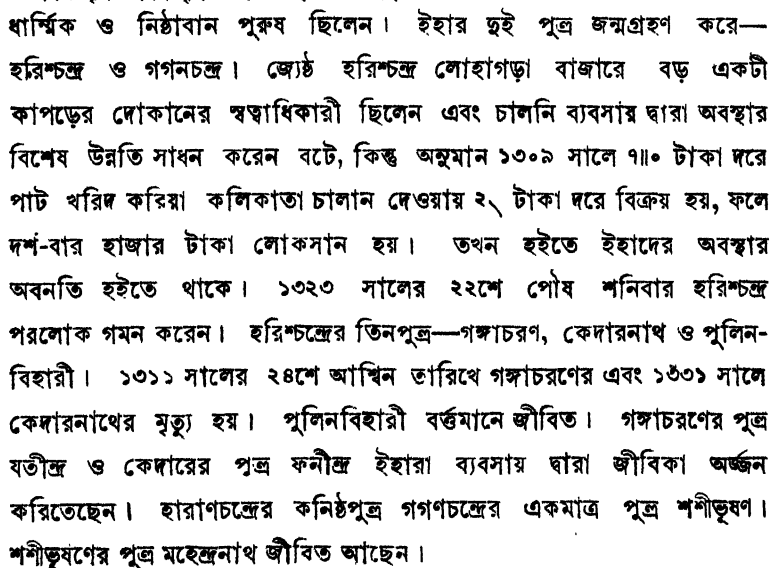 ধার্ম্মিক ও নিষ্ঠাবান পুরুষ ছিলেন। ইহার দুই পুত্র জন্মগ্রহণ করে—
হরিশ্চন্দ্র ও গগনচন্দ্র। জ্যেষ্ঠ হরিশ্চন্দ্র লোহাগড়া বাজারে বড় একটী
কাপড়ের দোকানের স্বত্বাধিকারী ছিলেন এবং চালনি ব্যবসায় দ্বারা অবস্থার
বিশেষ উন্নতি সাধন করেন বটে, কিন্তু অনুমান ১৩০৯ সালে ৭॥০ টাকা দরে
পাট খরিদ করিয়া কলিকাতা চালান দেওয়ায় ২৲ টাকা দরে বিক্রয় হয়, ফলে
দশ-বার হাজার টাকা লোকসান হয়। তখন হইতে ইহাদের অবস্থার
অবনতি হইতে থাকে। ১৩২৩ সালের ২২শে পৌষ শনিবার হরিশ্চন্দ্র
পরলোক গমন করেন। হরিশ্চন্দ্রের তিনপুত্র—গঙ্গাচরণ, কেদারনাথ ও পুলিন-
বিহারী। ১৩১১ সালের ২৪শে আশ্বিন তারিখে গঙ্গাচরণের এবং ১৩৩১ সালে
কেদারনাথের মৃত্যু হয়। পুলিনবিহারী বর্ত্তমানে জীবিত। গঙ্গাচরণের পুত্র
যতীন্দ্র ও কেদারের পুত্র ফনীন্দ্র ইহারা ব্যবসায় দ্বারা জীবিকা অর্জ্জন
করিতেছেন। হারাণচন্দ্রের কনিষ্ঠপুত্র গগণচন্দ্রের একমাত্র পুত্র শশীভূষণ।
শশীভূষণের পুত্র মহেন্দ্রনাথ জীবিত আছেন।